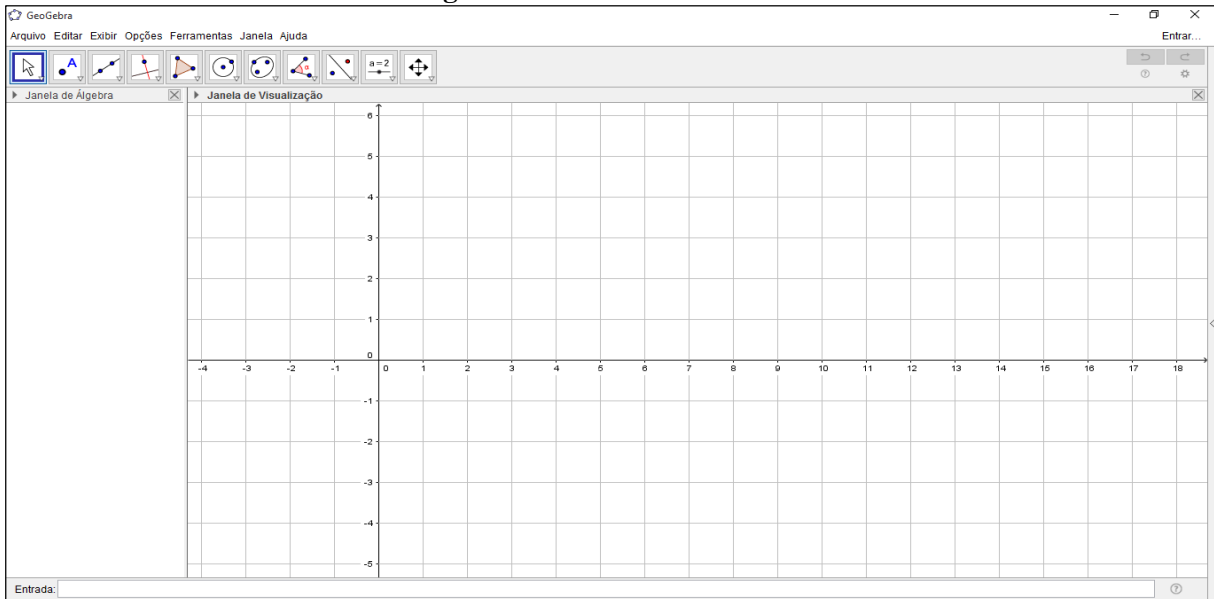 GeoGebra
Arquivo Editar Exibir Opções Ferramentas Janela Ajuda Entrar...
A α a = 2
Janela de Álgebra Janela de Visualização
6
5
4
3
2
1
0
-4 -3 -2 -1 0 1 2 3 4 5 6 7 8 9 10 11 12 13 14 15 16 17 18
-1
-2
-3
-4
-5
Entrada: